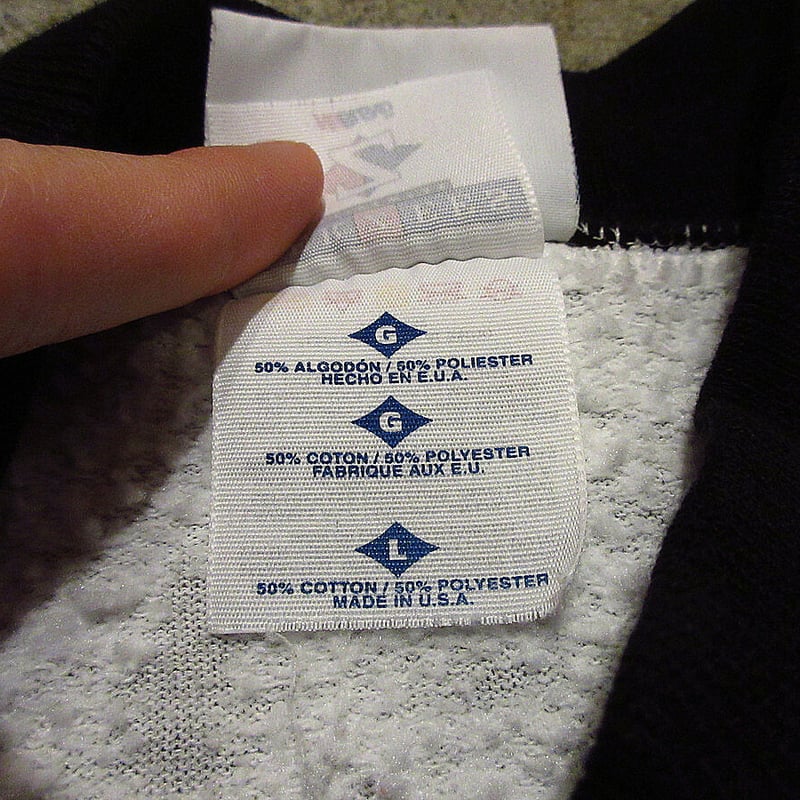 G
50% ALGODÓN / 50% POLIESTER
HECHO EN E.U.A.
G
50% COTON / 50% POLYESTER
FABRIQUE AUX E.U.
L
50% COTTON / 50% POLYESTER
MADE IN U.S.A.